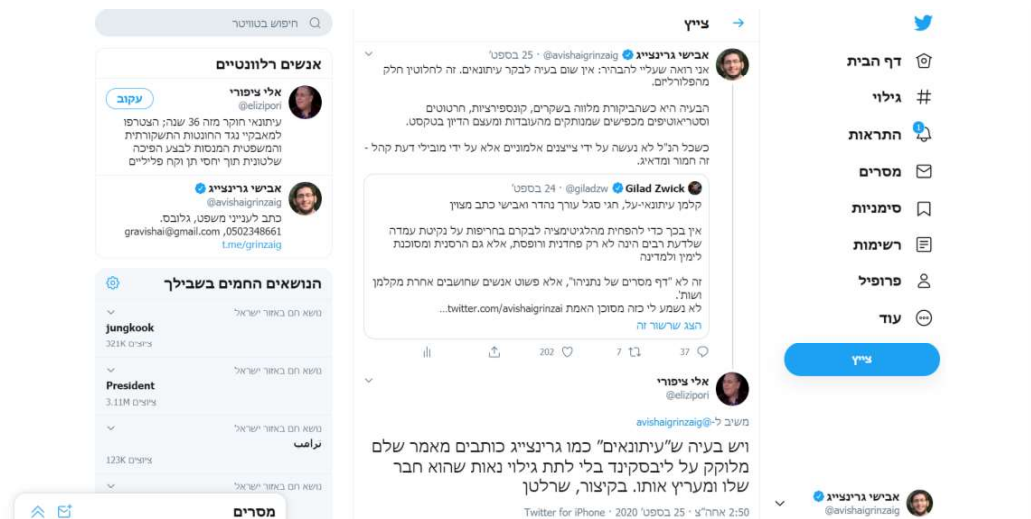 דף הבית
גילוי
1
התראות
מסרים
סימניות
רשימות
פרופיל
עוד
צייץ
אבישי גרינצייג
@avishaigrinzaig
צייץ
אבישי גרינצייג @avishaigrinzaig · 25 בספט'
אני רואה שעליי להבהיר: אין שום בעיה לבקר עיתונאים. זה לחלוטין חלק
מהפלורליזם.
הבעיה היא כשהביקורת מלווה בשקרים, קונספירציות, חרטוטים
וסטריאוטיפים מכפישים שמנותקים מהעובדות ומעצם הדיון בטקסט.
כשכל הנ"ל לא נעשה על ידי צייצנים אלמוניים אלא על ידי מובילי דעת קהל -
זה חמור ומדאיג.
Gilad Zwick @giladzw · 24 בספט'
קלמן עיתונאי-על, חגי סגל עורך נהדר ואבישי כתב מצוין
אין בכך כדי להפחית מהלגיטימציה לבקרם בחריפות על נקיטת עמדה
שלדעת רבים הינה לא רק פחדנית ורופסת, אלא גם הרסנית ומסוכנת
לימין ולמדינה
זה לא "דף מסרים של נתניהו", אלא פשוט אנשים שחושבים אחרת מקלמן
ושות'.
לא נשמע לי כזה מסוכן האמת twitter.com/avishaigrinzai...
הצג שרשור זה
37 7 202
אלי ציפורי
@elizipori
משיב ל-@avishaigrinzaig
ויש בעיה ש"עיתונאים" כמו גרינצייג כותבים מאמר שלם
מלוקק על ליבסקינד בלי לתת גילוי נאות שהוא חבר
שלו ומעריץ אותו. בקיצור, שרלטן
2:50 אחה"צ · 25 בספט' 2020 · Twitter for iPhone
חיפוש בטוויטר
אנשים רלוונטיים
אלי ציפורי
@elizipori
עקוב
עיתונאי חוקר מזה 36 שנה; הצטרפו
למאבקיי נגד החונטות התשקורתית
והמשפטית המנסות לבצע הפיכה
שלטונית תוך יחסי תן וקח פליליים
אבישי גרינצייג
@avishaigrinzaig
כתב לענייני משפט, גלובס.
0502348661, gravishai@gmail.com
t.me/grinzaig
הנושאים החמים בשבילך
נושא חם באזור ישראל
jungkook
321K ציוצים
נושא חם באזור ישראל
President
3.11M ציוצים
נושא חם באזור ישראל
ترامب
123K ציוצים
נושא חם באזור ישראל
מסרים